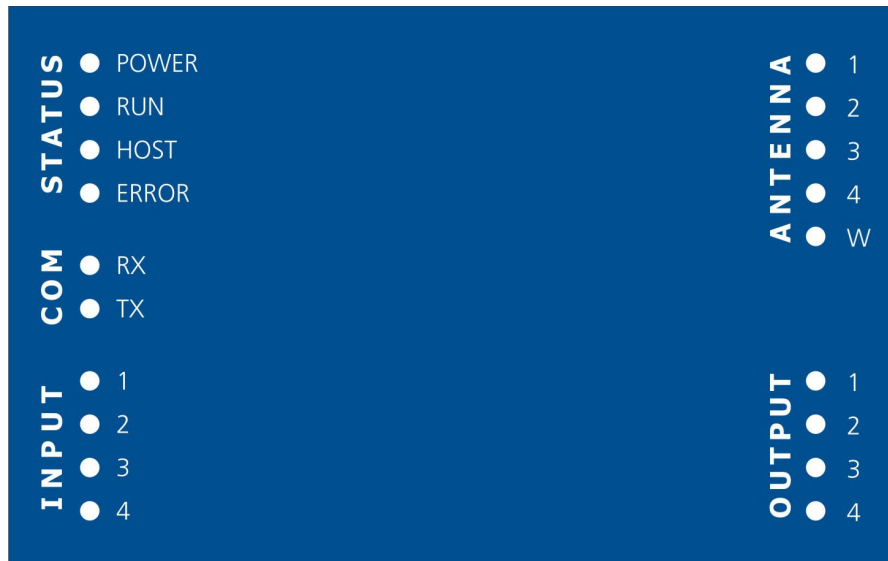 STATUS
POWER
RUN
HOST
ERROR
COM
RX
TX
INPUT
1
2
3
4
ANTENNA
1
2
3
4
W
OUTPUT
1
2
3
4